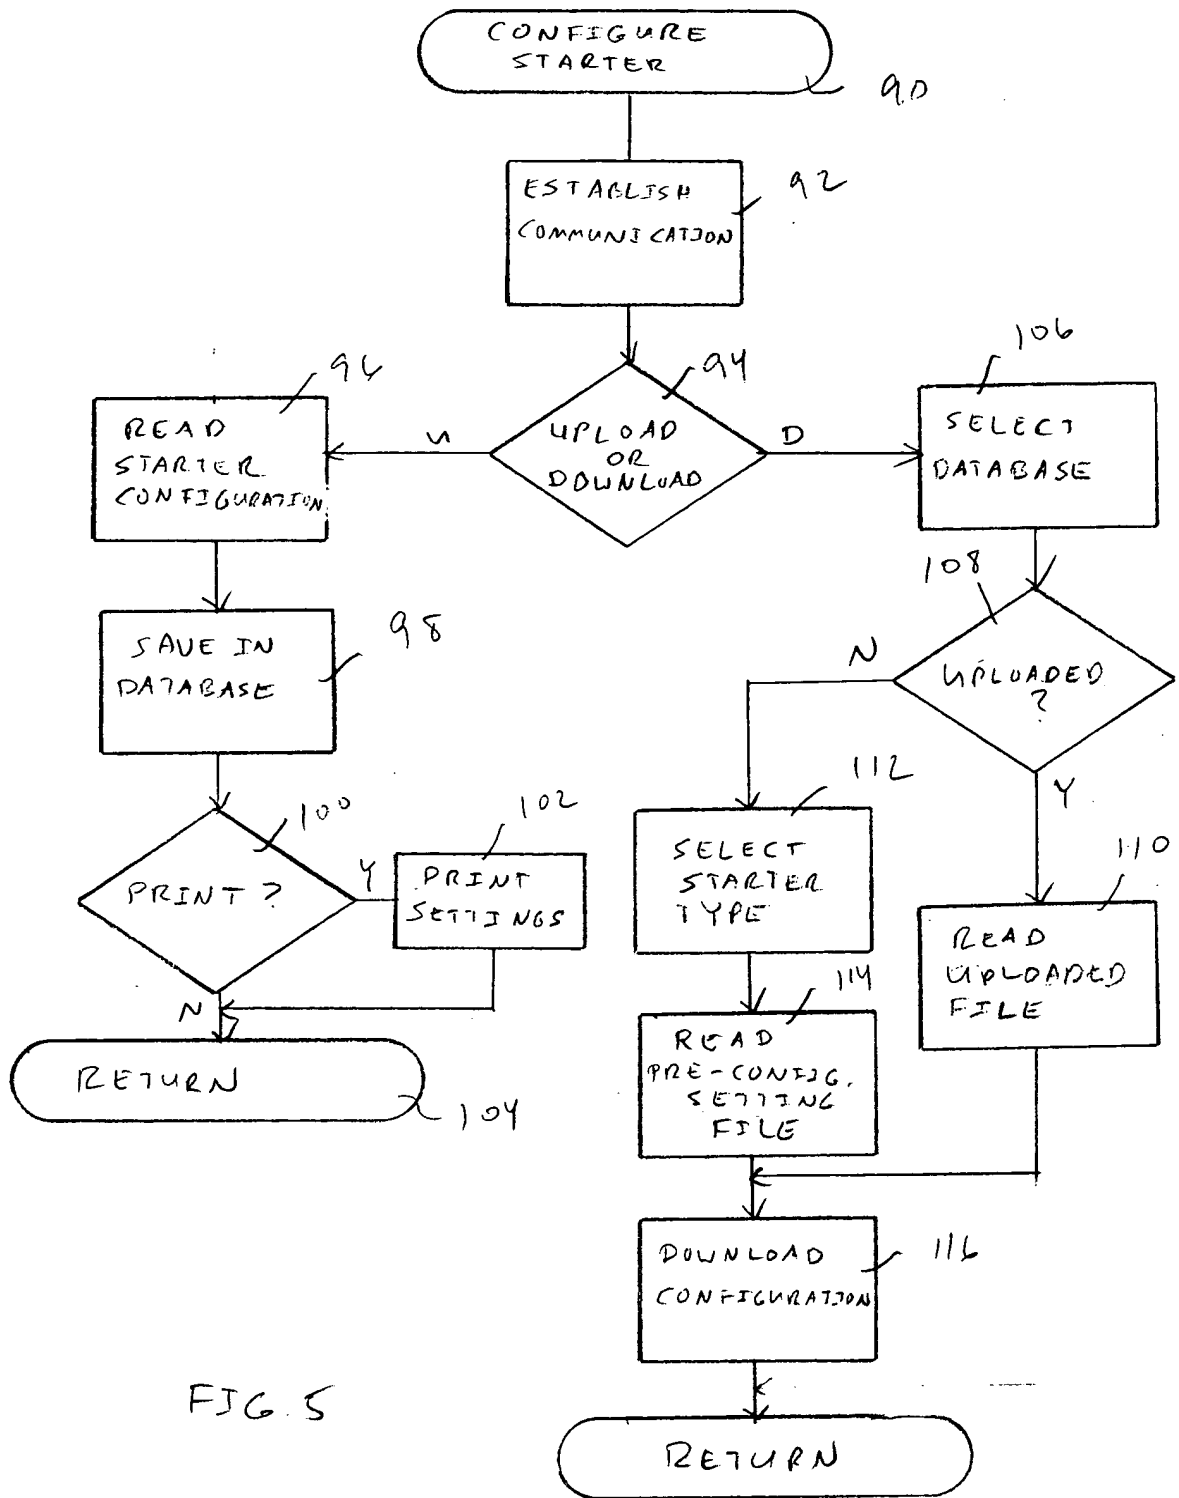 CONFIGURE
STARTER
90
ESTABLISH
COMMUNICATION
92
94
UPLOAD
OR
DOWNLOAD
U
D
96
READ
STARTER
CONFIGURATION
106
SELECT
DATABASE
98
SAVE IN
DATABASE
108
UPLOADED
?
N
Y
100
PRINT ?
Y
N
102
PRINT
SETTINGS
RETURN
104
112
SELECT
STARTER
TYPE
110
READ
UPLOADED
FILE
114
READ
PRE-CONFIG.
SETTING
FILE
DOWNLOAD
CONFIGURATION
116
RETURN
FIG. 5